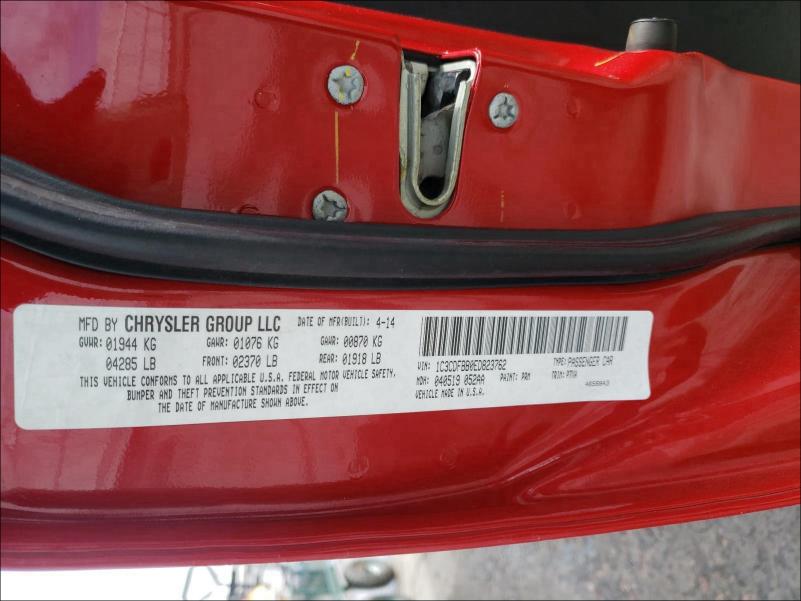 MFD BY CHRYSLER GROUP LLC DATE OF MFR(BUILT): 4-14
GVWR: 01944 KG GAWR: 01076 KG GAWR: 00870 KG
04285 LB FRONT: 02370 LB REAR: 01918 LB
THIS VEHICLE CONFORMS TO ALL APPLICABLE U.S.A. FEDERAL MOTOR VEHICLE SAFETY,
BUMPER AND THEFT PREVENTION STANDARDS IN EFFECT ON
THE DATE OF MANUFACTURE SHOWN ABOVE.
VIN: 1C3CDFBB0ED823762 TYPE: PASSENGER CAR
MDH: 040519 052AA PAINT: PRM TRIM: PTVA
VEHICLE MADE IN U.S.A.